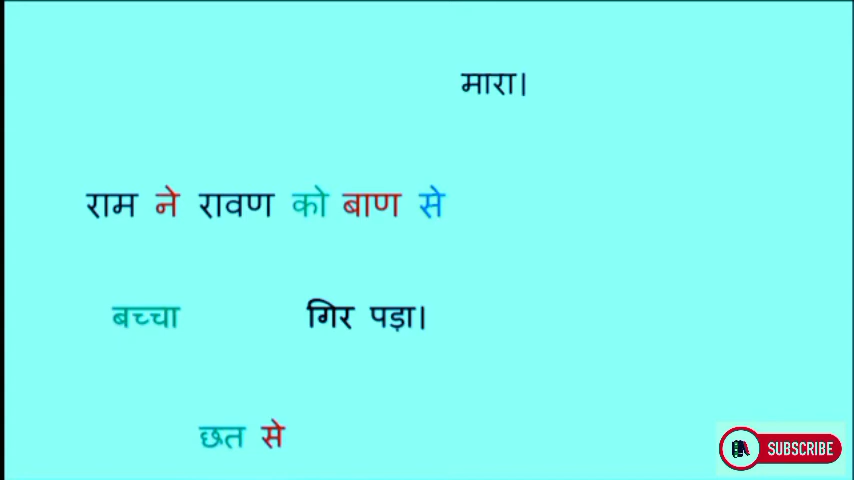 मारा।
राम ने रावण को बाण से
बच्चा गिर पड़ा।
छत से
SUBSCRIBE